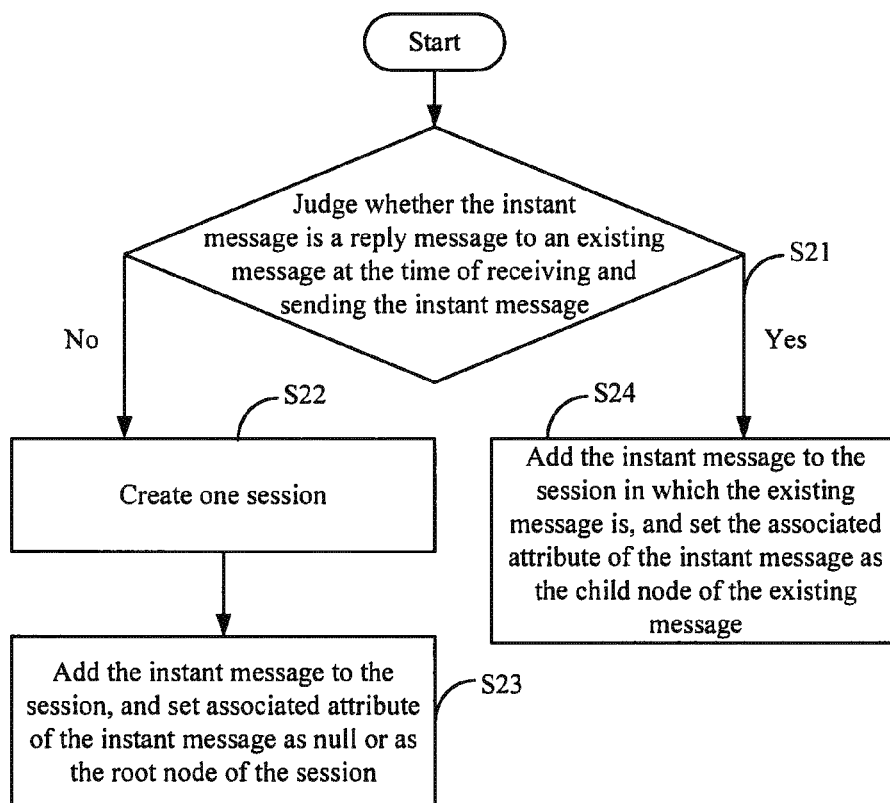 Start
Judge whether the instant
message is a reply message to an existing
message at the time of receiving and
sending the instant message
S21
No
Yes
S22
S24
Create one session
Add the instant message to the
session in which the existing
message is, and set the associated
attribute of the instant message as
the child node of the existing
message
Add the instant message to the
session, and set associated attribute
of the instant message as null or as
the root node of the session
S23